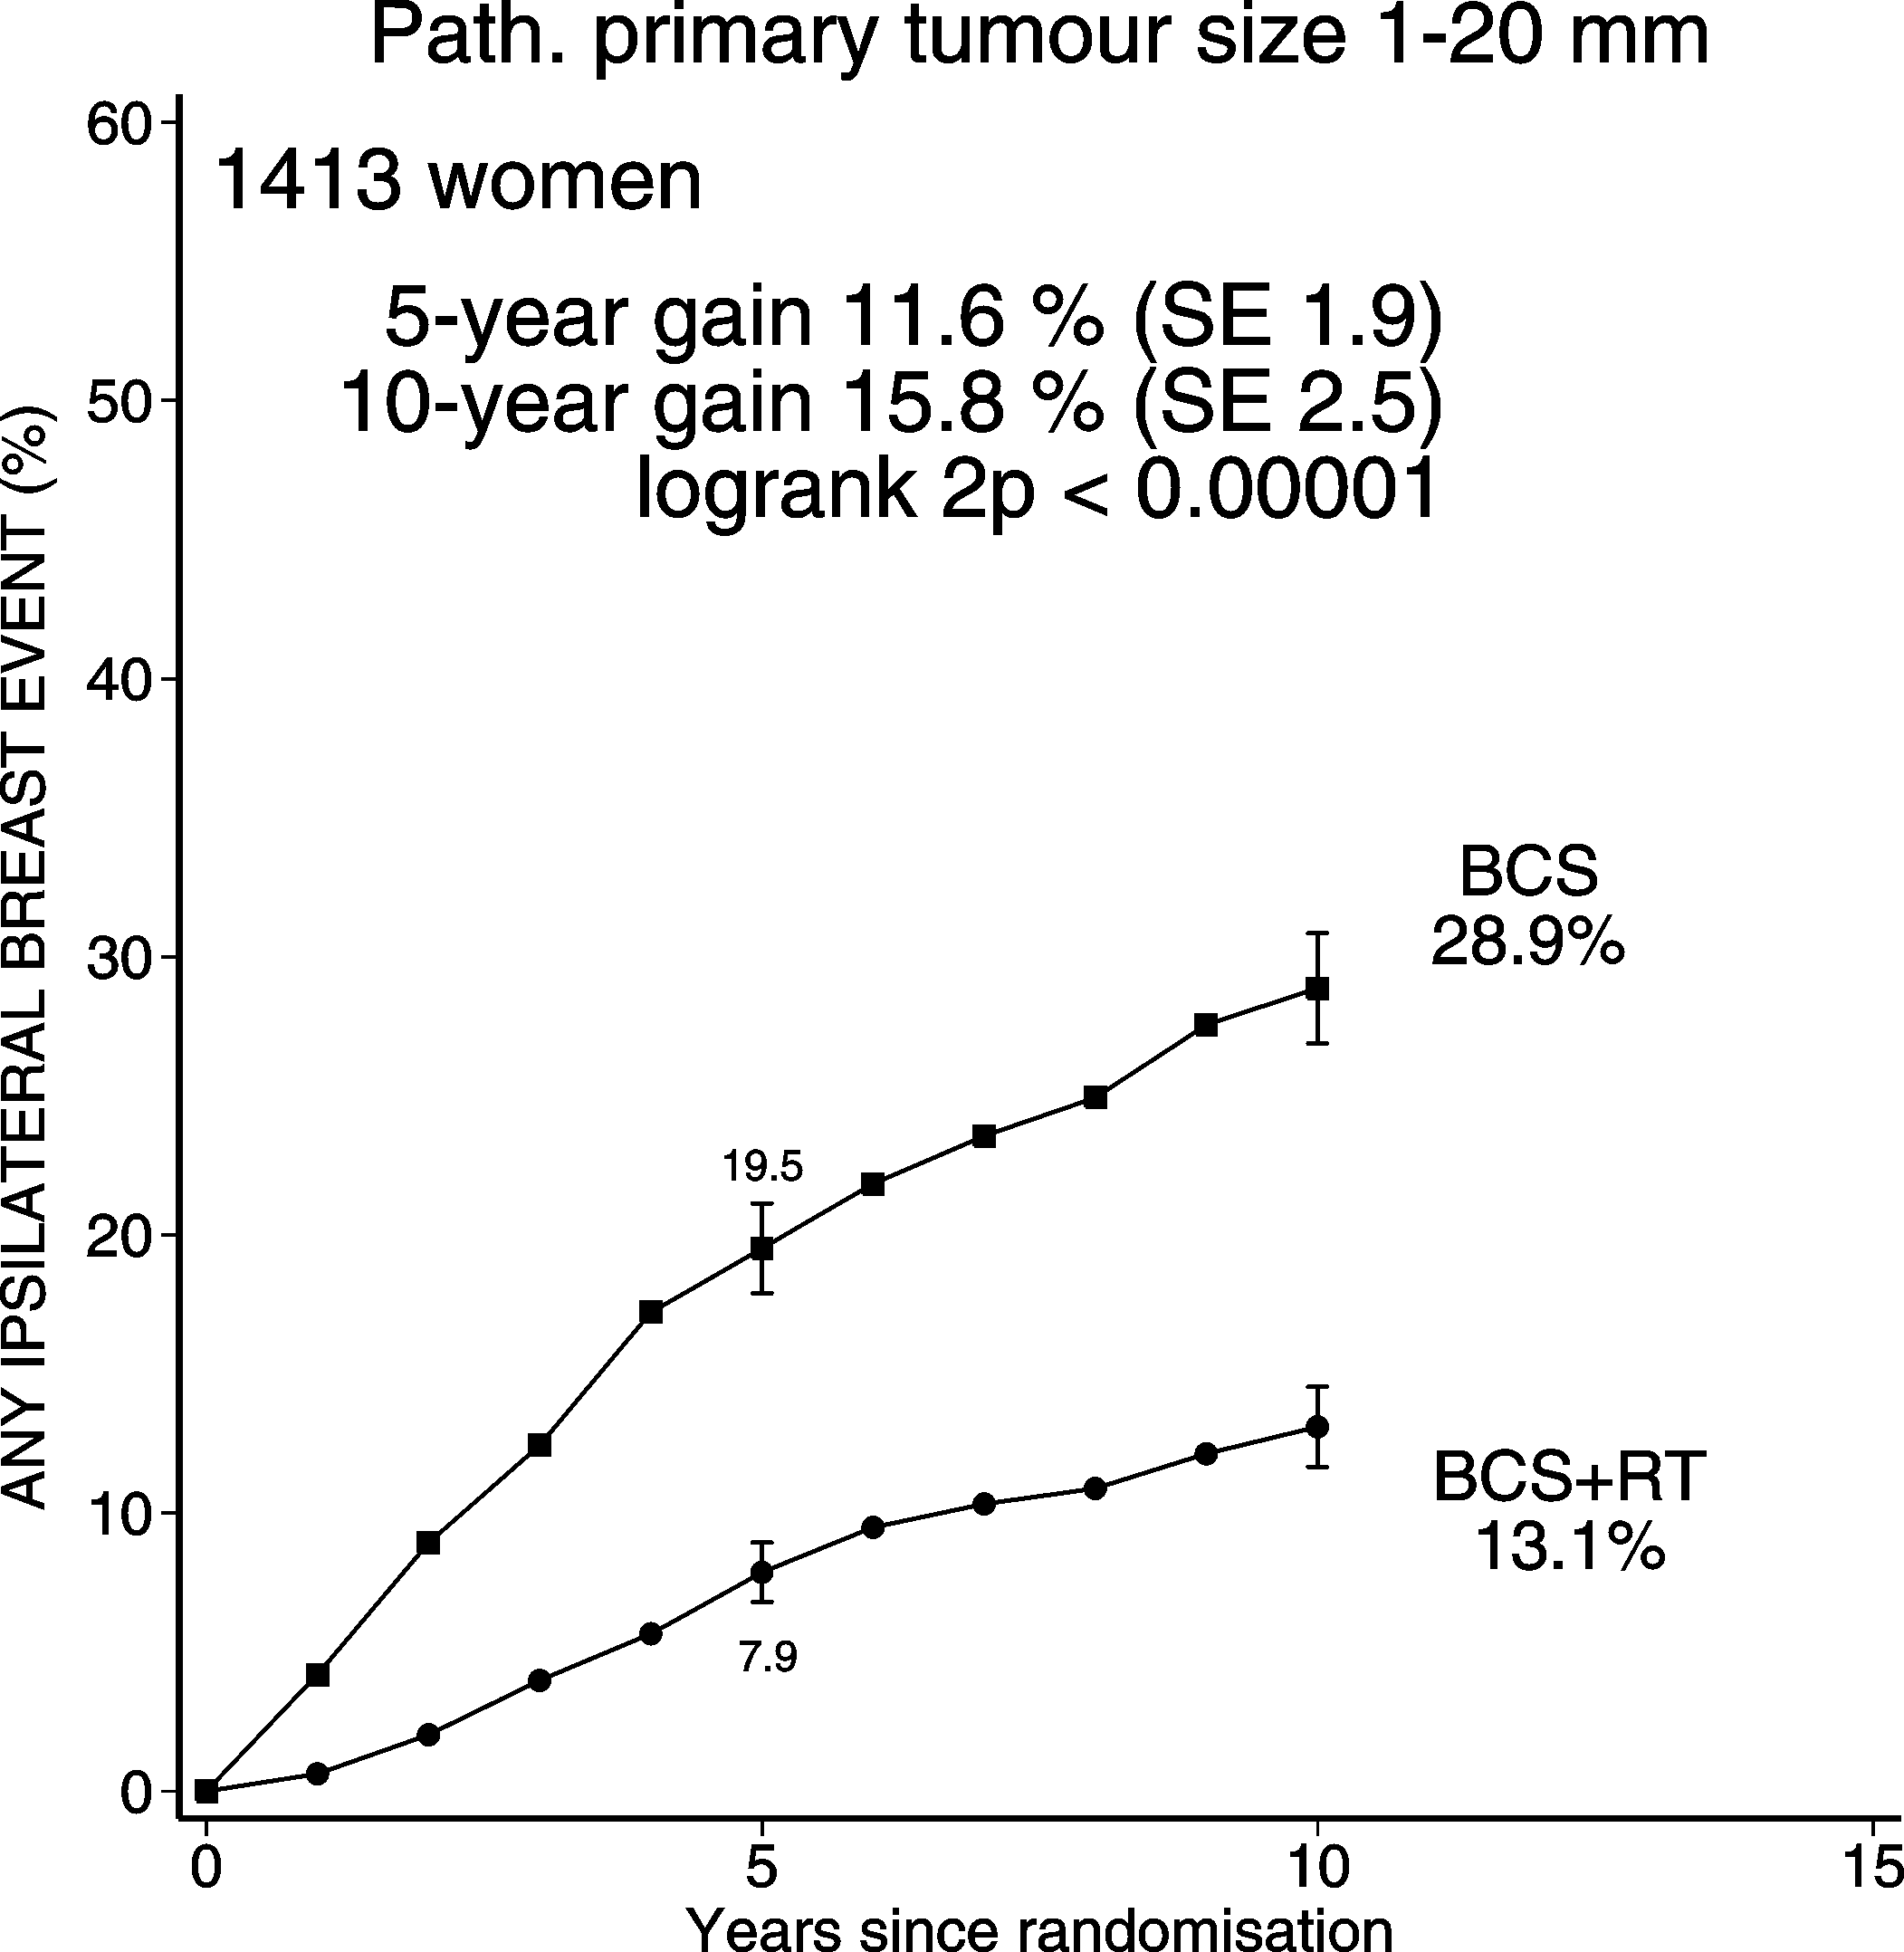 Path. primary tumour size 1-20 mm
60
1413 women
5-year gain 11.6 % (SE 1.9)
10-year gain 15.8 % (SE 2.5)
logrank 2p < 0.00001
50
40
30
20
10
0
ANY IPSILATERAL BREAST EVENT (%)
BCS
28.9%
19.5
BCS+RT
13.1%
7.9
0 5 10 15
Years since randomisation